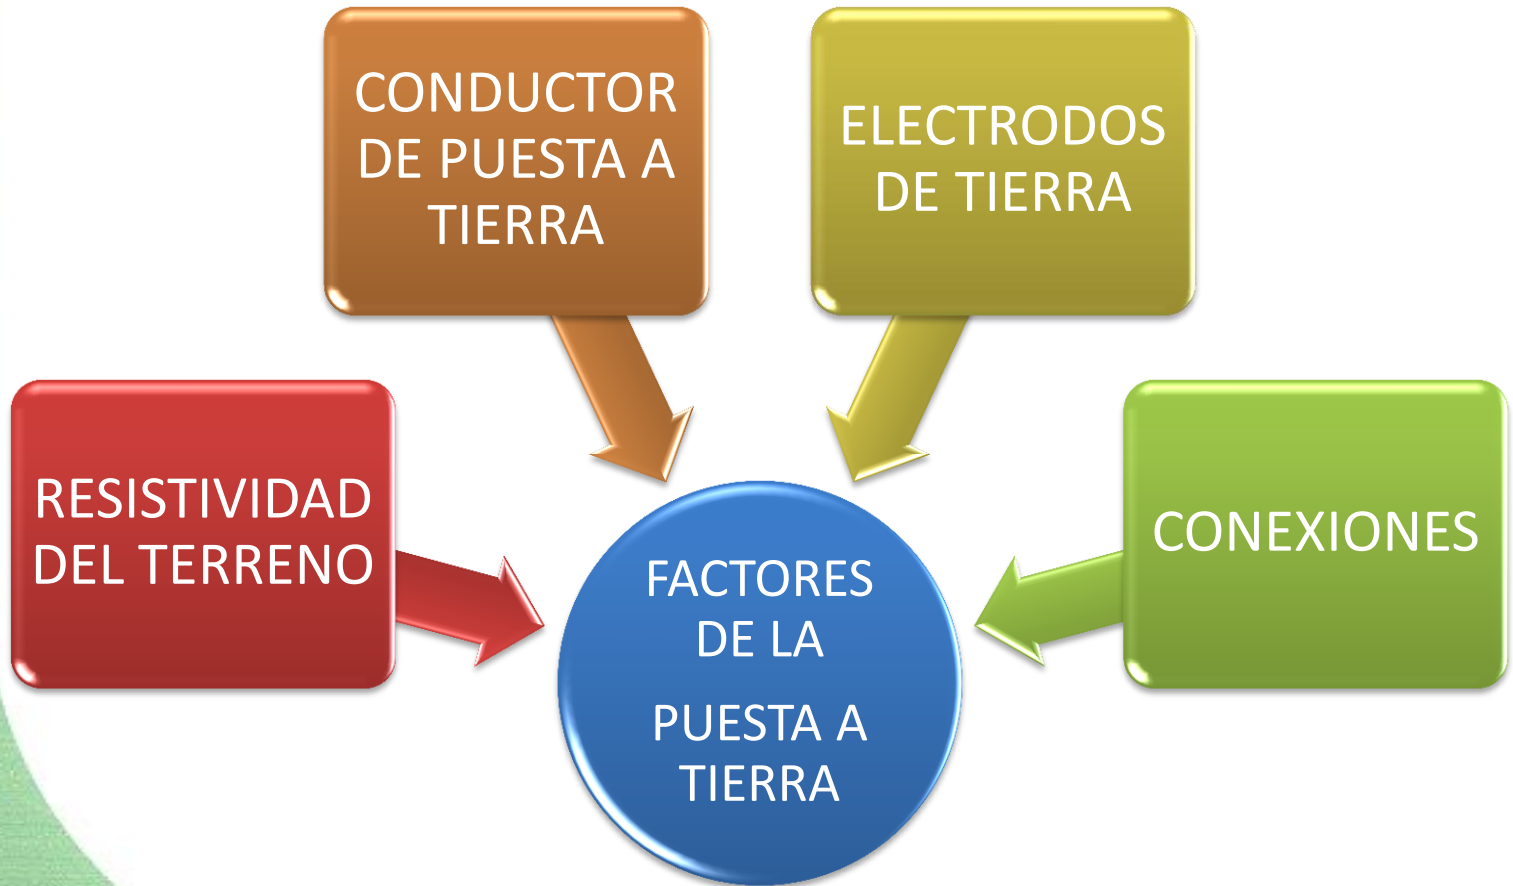 CONDUCTOR
DE PUESTA A
TIERRA
ELECTRODOS
DE TIERRA
RESISTIVIDAD
DEL TERRENO
CONEXIONES
FACTORES
DE LA
PUESTA A
TIERRA